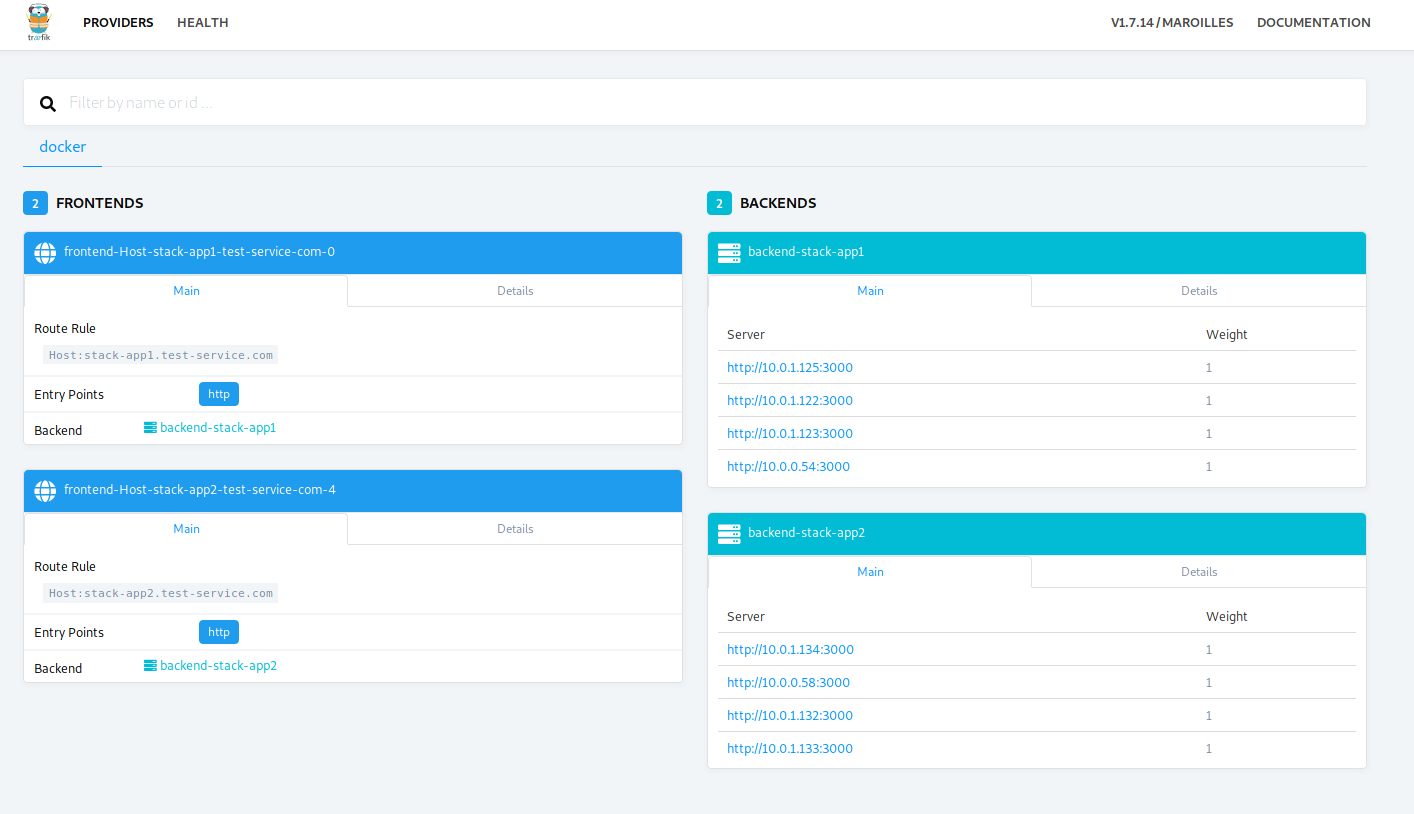 træfik
PROVIDERS
HEALTH
V1.7.14 / MAROILLES
DOCUMENTATION
Filter by name or id ...
docker
2 FRONTENDS
frontend-Host-stack-app1-test-service-com-0
Main
Details
Route Rule
Host:stack-app1.test-service.com
Entry Points http
Backend backend-stack-app1
frontend-Host-stack-app2-test-service-com-4
Main
Details
Route Rule
Host:stack-app2.test-service.com
Entry Points http
Backend backend-stack-app2
2 BACKENDS
backend-stack-app1
Main
Details
Server Weight
http://10.0.1.125:3000 1
http://10.0.1.122:3000 1
http://10.0.1.123:3000 1
http://10.0.0.54:3000 1
backend-stack-app2
Main
Details
Server Weight
http://10.0.1.134:3000 1
http://10.0.0.58:3000 1
http://10.0.1.132:3000 1
http://10.0.1.133:3000 1